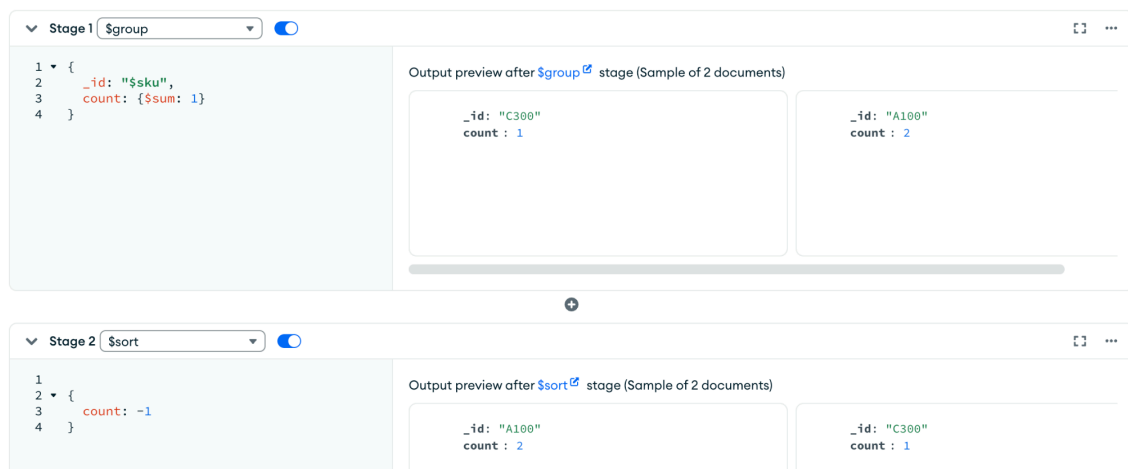 Stage 1 $group
1 {
2 _id: "$sku",
3 count: {$sum: 1}
4 }
Output preview after $group stage (Sample of 2 documents)
_id: "C300"
count : 1
_id: "A100"
count : 2
Stage 2 $sort
1
2 {
3 count: -1
4 }
Output preview after $sort stage (Sample of 2 documents)
_id: "A100"
count : 2
_id: "C300"
count : 1